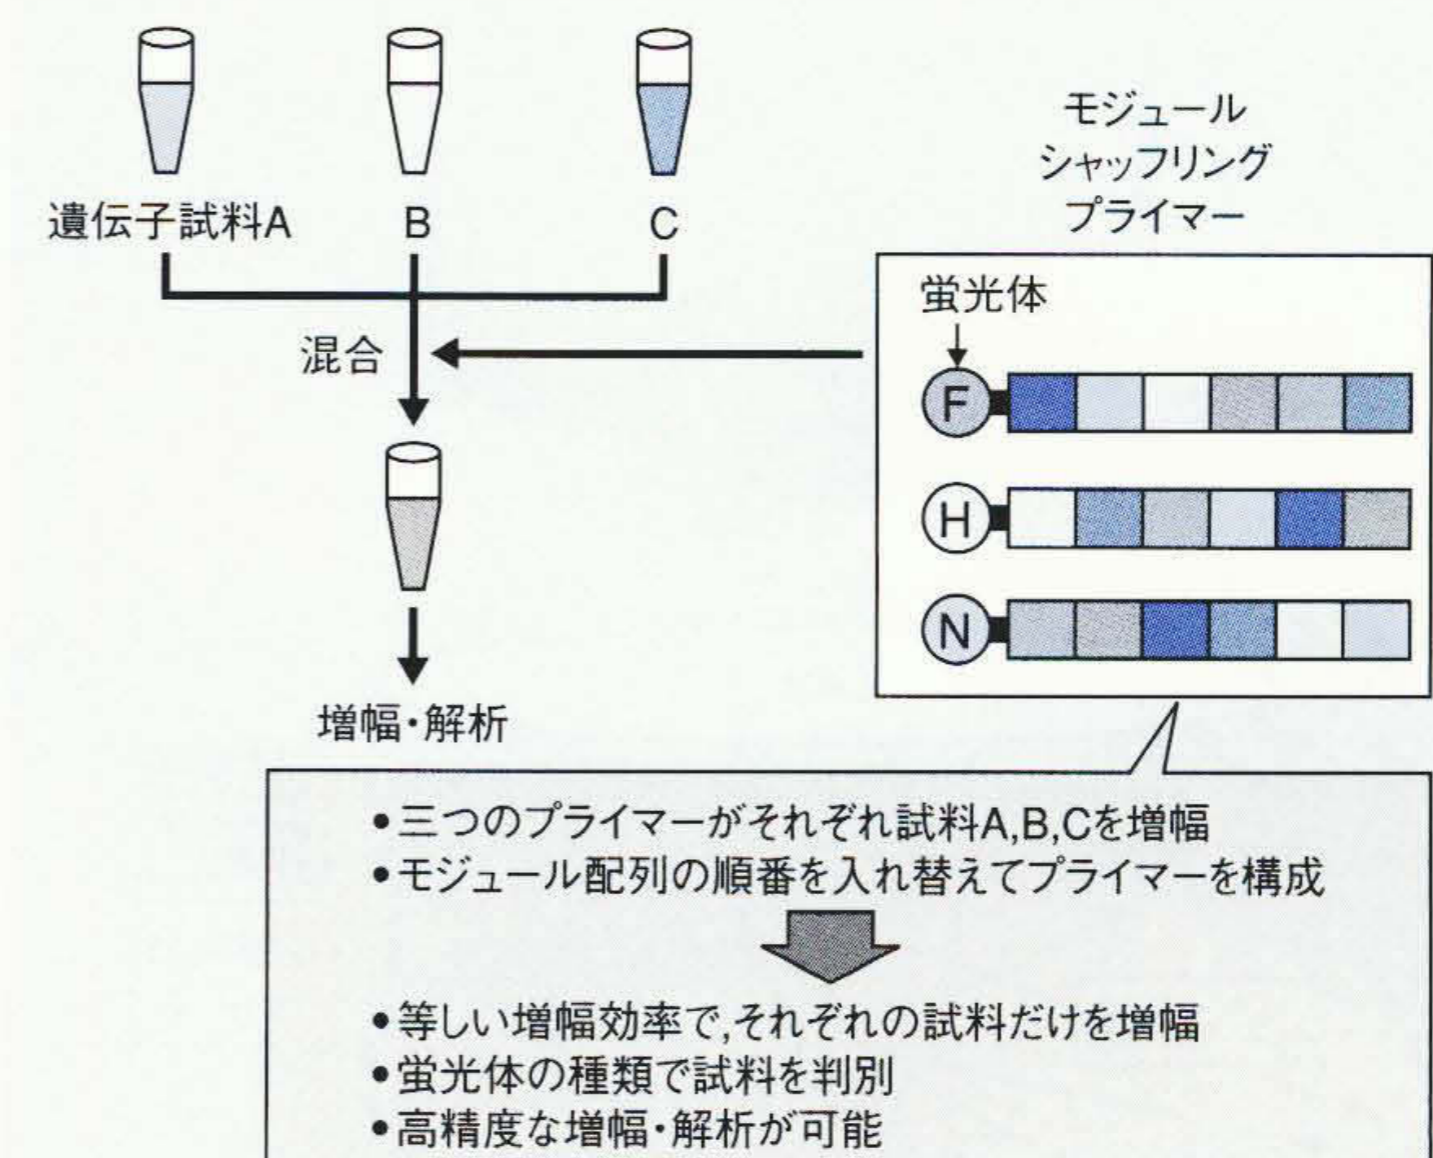 遺伝子試料A
B
C
混合
増幅・解析
モジュール
シャッフリング
プライマー
蛍光体
F
H
N
•三つのプライマーがそれぞれ試料A,B,Cを増幅
•モジュール配列の順番を入れ替えてプライマーを構成
•等しい増幅効率で,それぞれの試料だけを増幅
•蛍光体の種類で試料を判別
•高精度な増幅・解析が可能